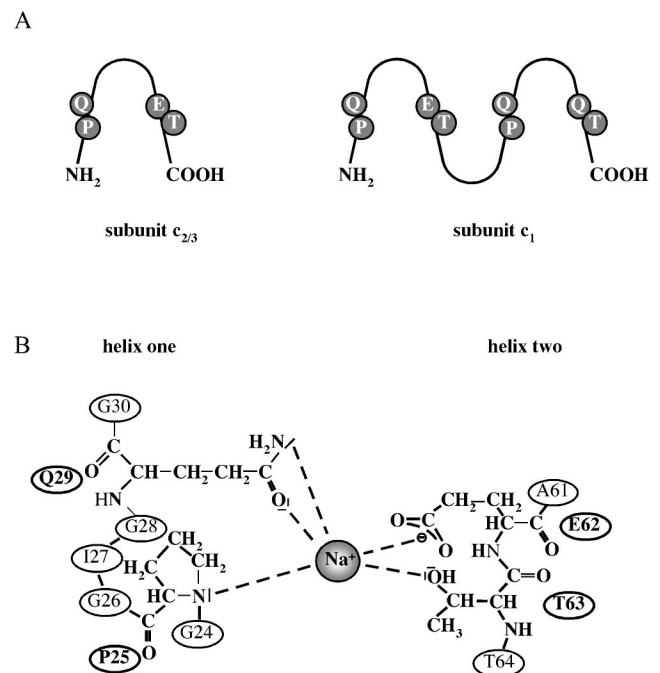 A
Q E Q E Q Q
P T P T P T
NH2 COOH NH2 COOH
subunit c2/3 subunit c1
B helix one helix two
G30
C H2N
O CH—CH2—CH2—C
Q29 O
HN
G28
I27 CH2
H2C
G26 HC—N
C G24
P25 O
Na+
CH2—CH2 A61
O=C CH—C E62
⊖ O O
HN
OH C=O
CH—CH T63
CH3 NH
T64